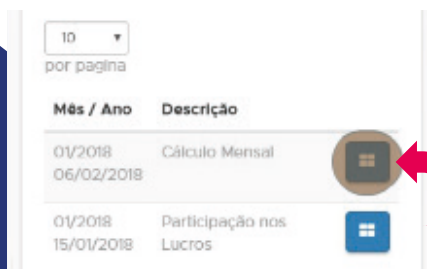 10
por pagina
Mês / Ano Descrição
01/2018 Cálculo Mensal
06/02/2018
01/2018 Participação nos
15/01/2018 Lucros